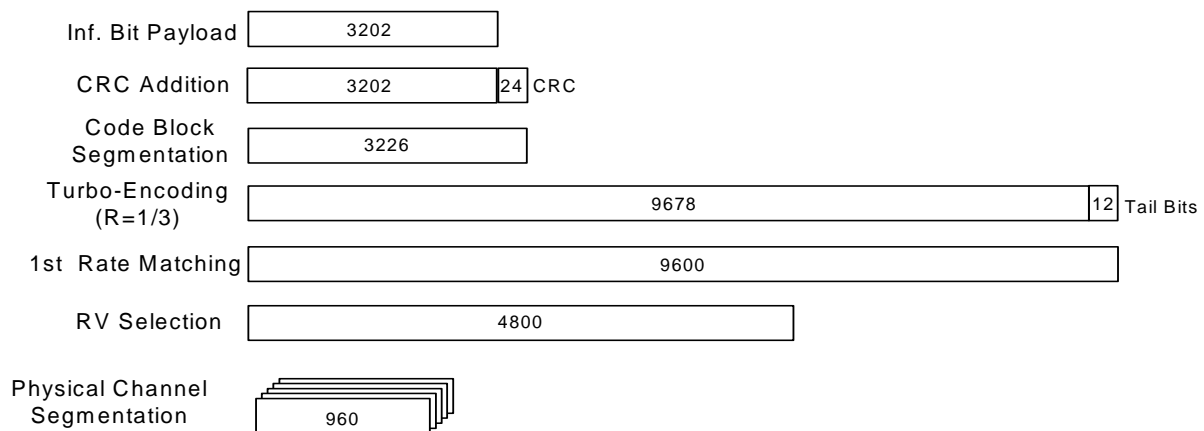 Inf. Bit Payload 3202
CRC Addition 3202 24 CRC
Code Block
Segmentation 3226
Turbo-Encoding
(R=1/3) 9678 12 Tail Bits
1st Rate Matching 9600
RV Selection 4800
Physical Channel
Segmentation 960